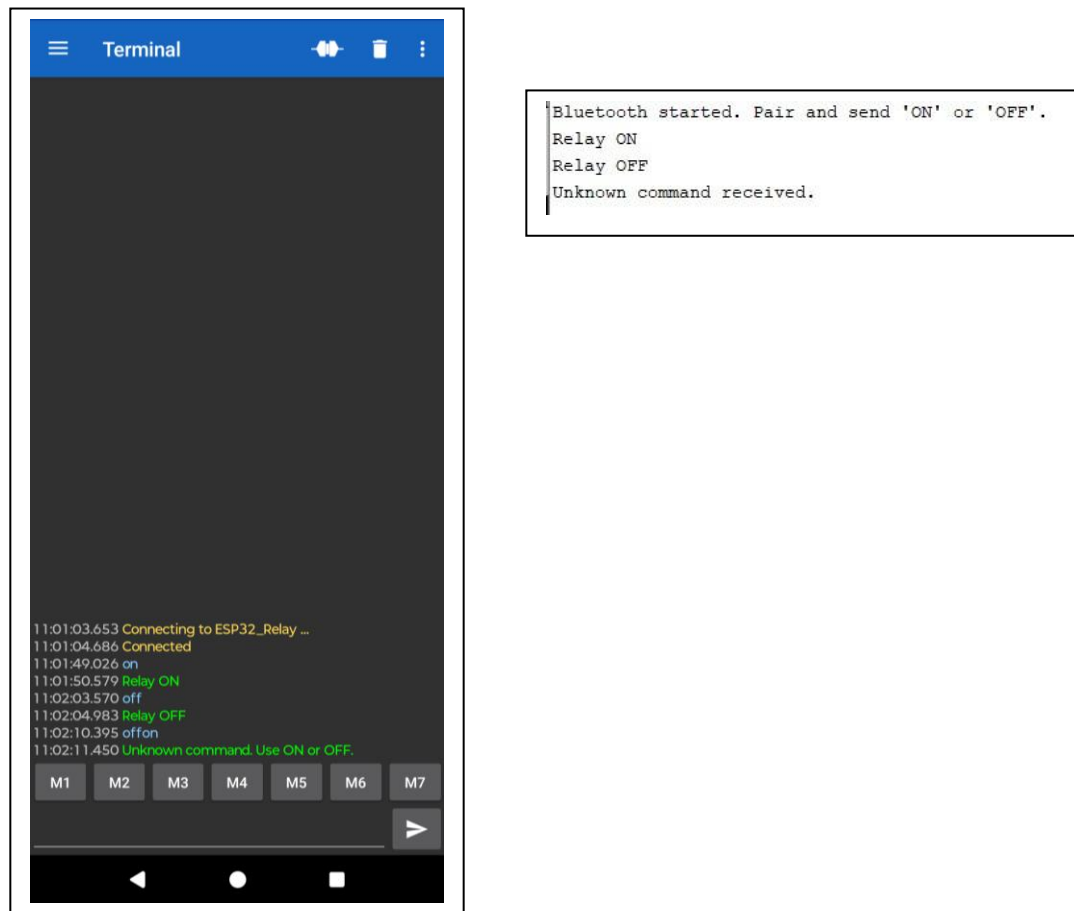 Terminal
11:01:03.653 Connecting to ESP32_Relay ...
11:01:04.686 Connected
11:01:49.026 on
11:01:50.579 Relay ON
11:02:03.570 off
11:02:04.983 Relay OFF
11:02:10.395 offon
11:02:11.450 Unknown command. Use ON or OFF.
M1 M2 M3 M4 M5 M6 M7
Bluetooth started. Pair and send 'ON' or 'OFF'.
Relay ON
Relay OFF
Unknown command received.